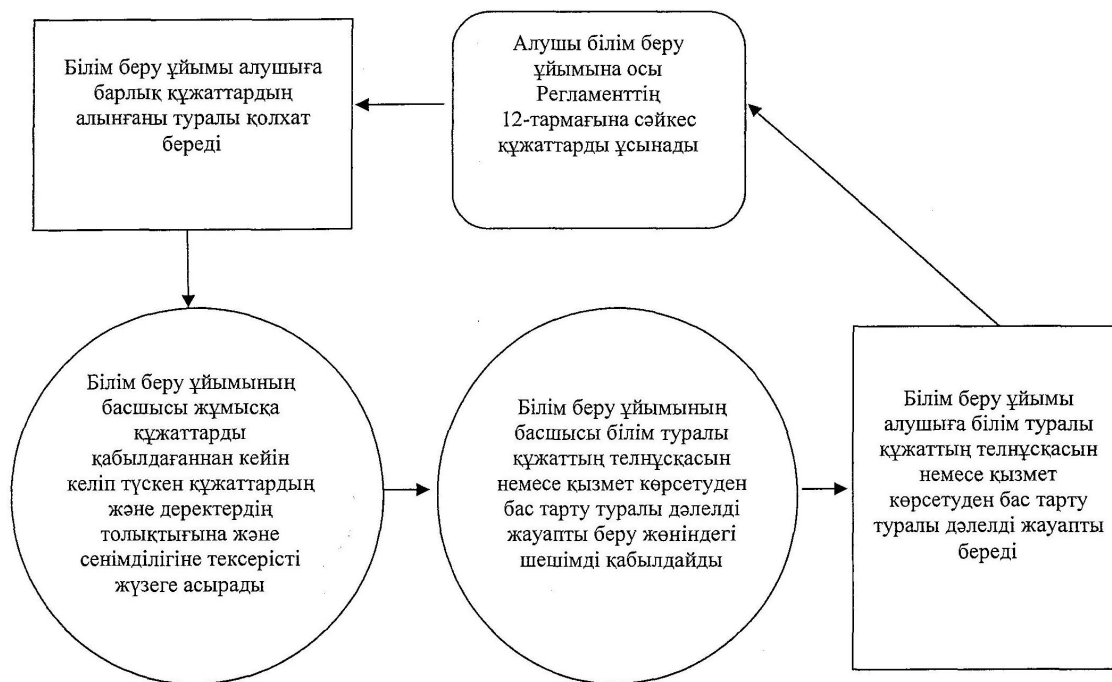 Білім беру ұйымы алушыға
барлық құжаттардың
алынғаны туралы қолхат
береді
Алушы білім беру
ұйымына осы
Регламенттің
12-тармағына сәйкес
құжаттарды ұсынады
Білім беру ұйымының
басшысы жұмысқа
құжаттарды
қабылдағаннан кейін
келіп түскен құжаттардың
және деректердің
толықтығына және
сенімділігіне тексерісті
жүзеге асырады
Білім беру ұйымының
басшысы білім туралы
құжаттың телнұсқасын
немесе қызмет көрсетуден
бас тарту туралы дәлелді
жауапты беру жөніндегі
шешімді қабылдайды
Білім беру ұйымы
алушыға білім туралы
құжаттың телнұсқасын
немесе қызмет
көрсетуден бас тарту
туралы дәлелді жауапты
береді